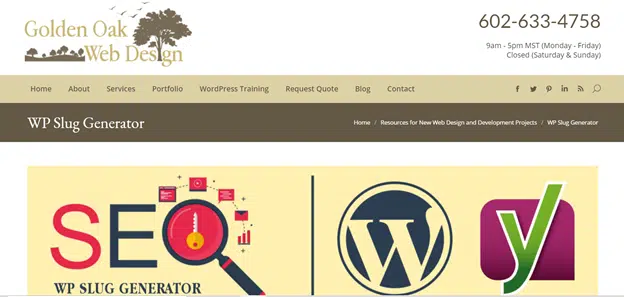 Golden Oak
Web Design
602-633-4758
9am - 5pm MST (Monday - Friday)
Closed (Saturday & Sunday)
Home About Services Portfolio WordPress Training Request Quote Blog Contact
WP Slug Generator
Home / Resources for New Web Design and Development Projects / WP Slug Generator
SEO
WP SLUG GENERATOR
W
y